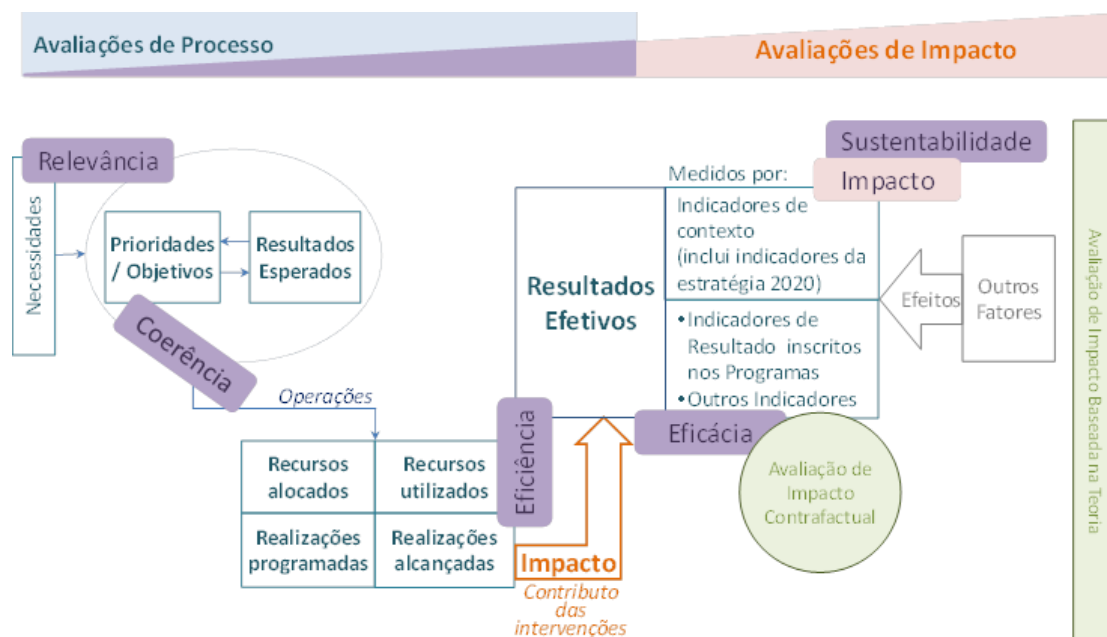 Avaliações de Processo
Avaliações de Impacto
Relevância
Necessidades
Prioridades
/ Objetivos
Resultados
Esperados
Coerência
Operações
Recursos
alocados
Recursos
utilizados
Realizações
programadas
Realizações
alcançadas
Eficiência
Impacto
Contributo
das
intervenções
Resultados
Efetivos
Medidos por:
Indicadores de
contexto
(inclui indicadores da
estratégia 2020)
•Indicadores de
Resultado inscritos
nos Programas
•Outros Indicadores
Sustentabilidade
Impacto
Eficácia
Avaliação de
Impacto
Contrafactual
Efeitos
Outros
Fatores
Avaliação de Impacto Baseada na Teoria